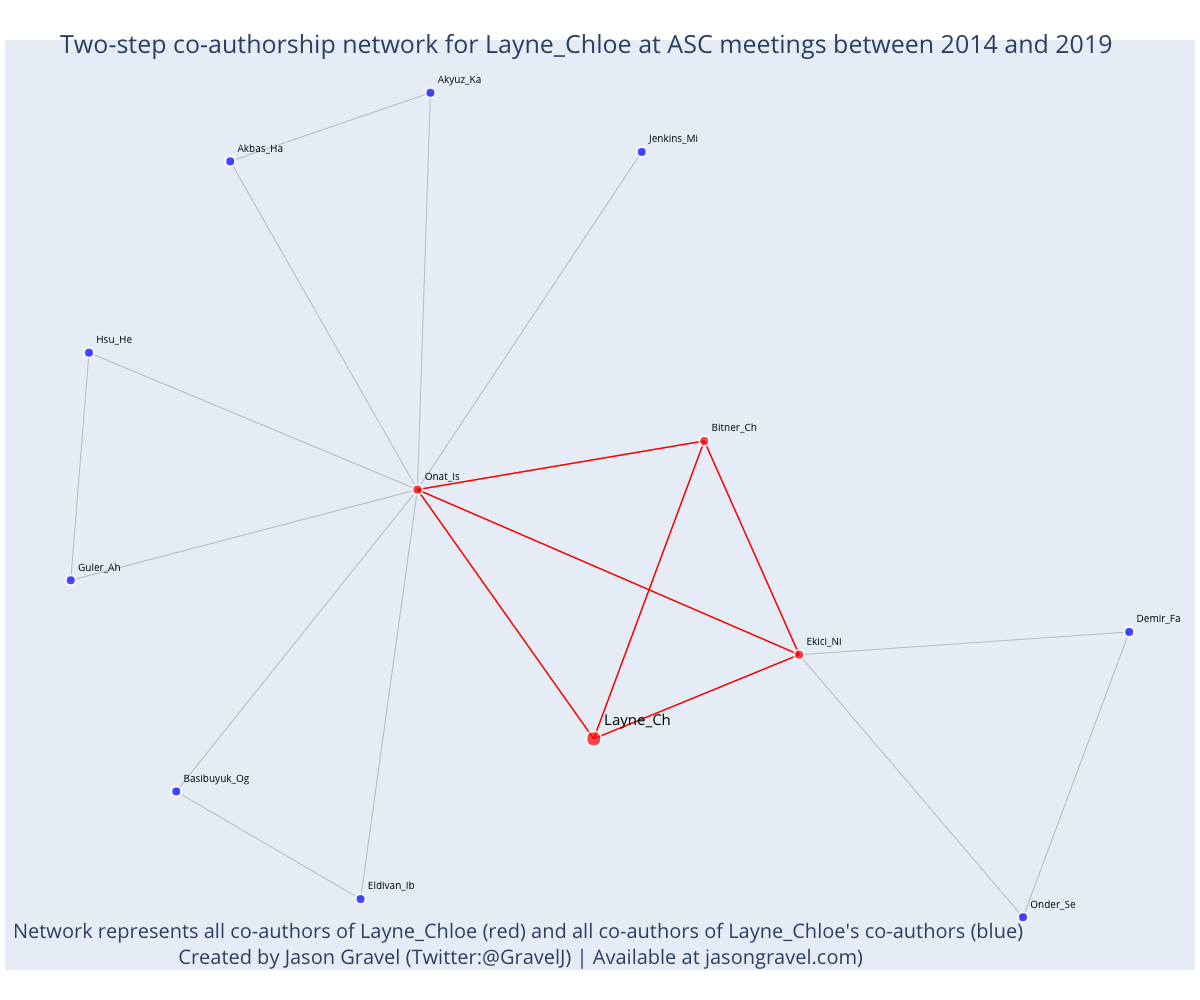 Two-step co-authorship network for Layne_Chloe at ASC meetings between 2014 and 2019
Akyuz_Ka
Jenkins_Mi
Akbas_Ha
Hsu_He
Bitner_Ch
Onat_Is
Guler_Ah
Demir_Fa
Ekici_Ni
Layne_Ch
Basibuyuk_Og
Eldivan_Ib
Onder_Se
Network represents all co-authors of Layne_Chloe (red) and all co-authors of Layne_Chloe's co-authors (blue)
Created by Jason Gravel (Twitter:@GravelJ) | Available at jasongravel.com)